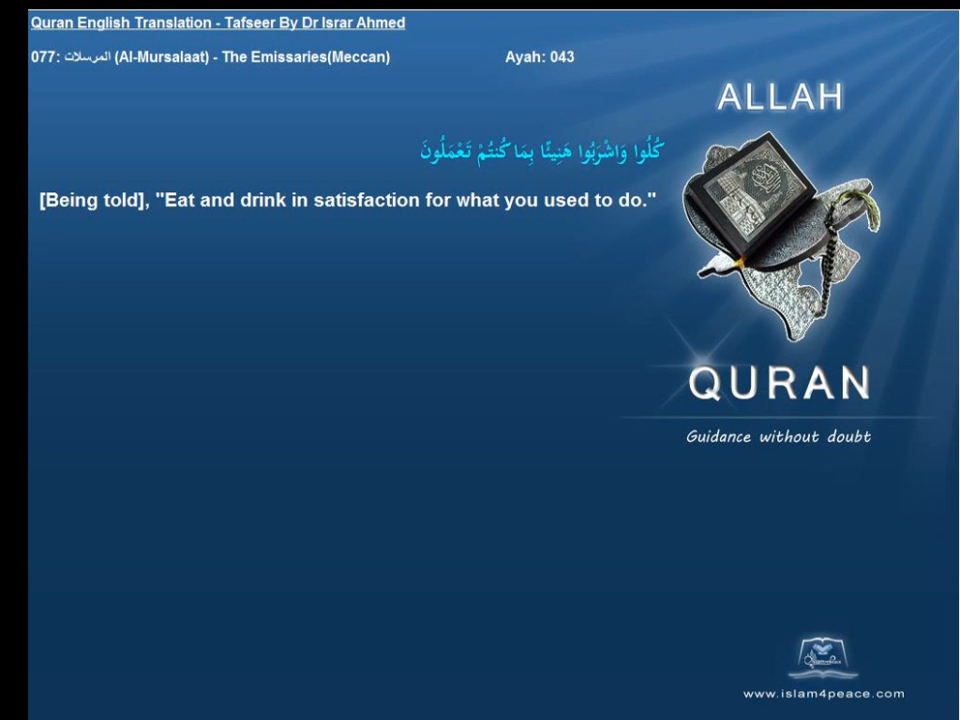 Quran English Translation - Tafseer By Dr Israr Ahmed
077: المرسلات (Al-Mursalaat) - The Emissaries(Meccan) Ayah: 043
ALLAH
كُلُوا وَاشْرَبُوا هَنِيئًا بِمَا كُنتُمْ تَعْمَلُونَ
[Being told], "Eat and drink in satisfaction for what you used to do."
QURAN
Guidance without doubt
www.islam4peace.com